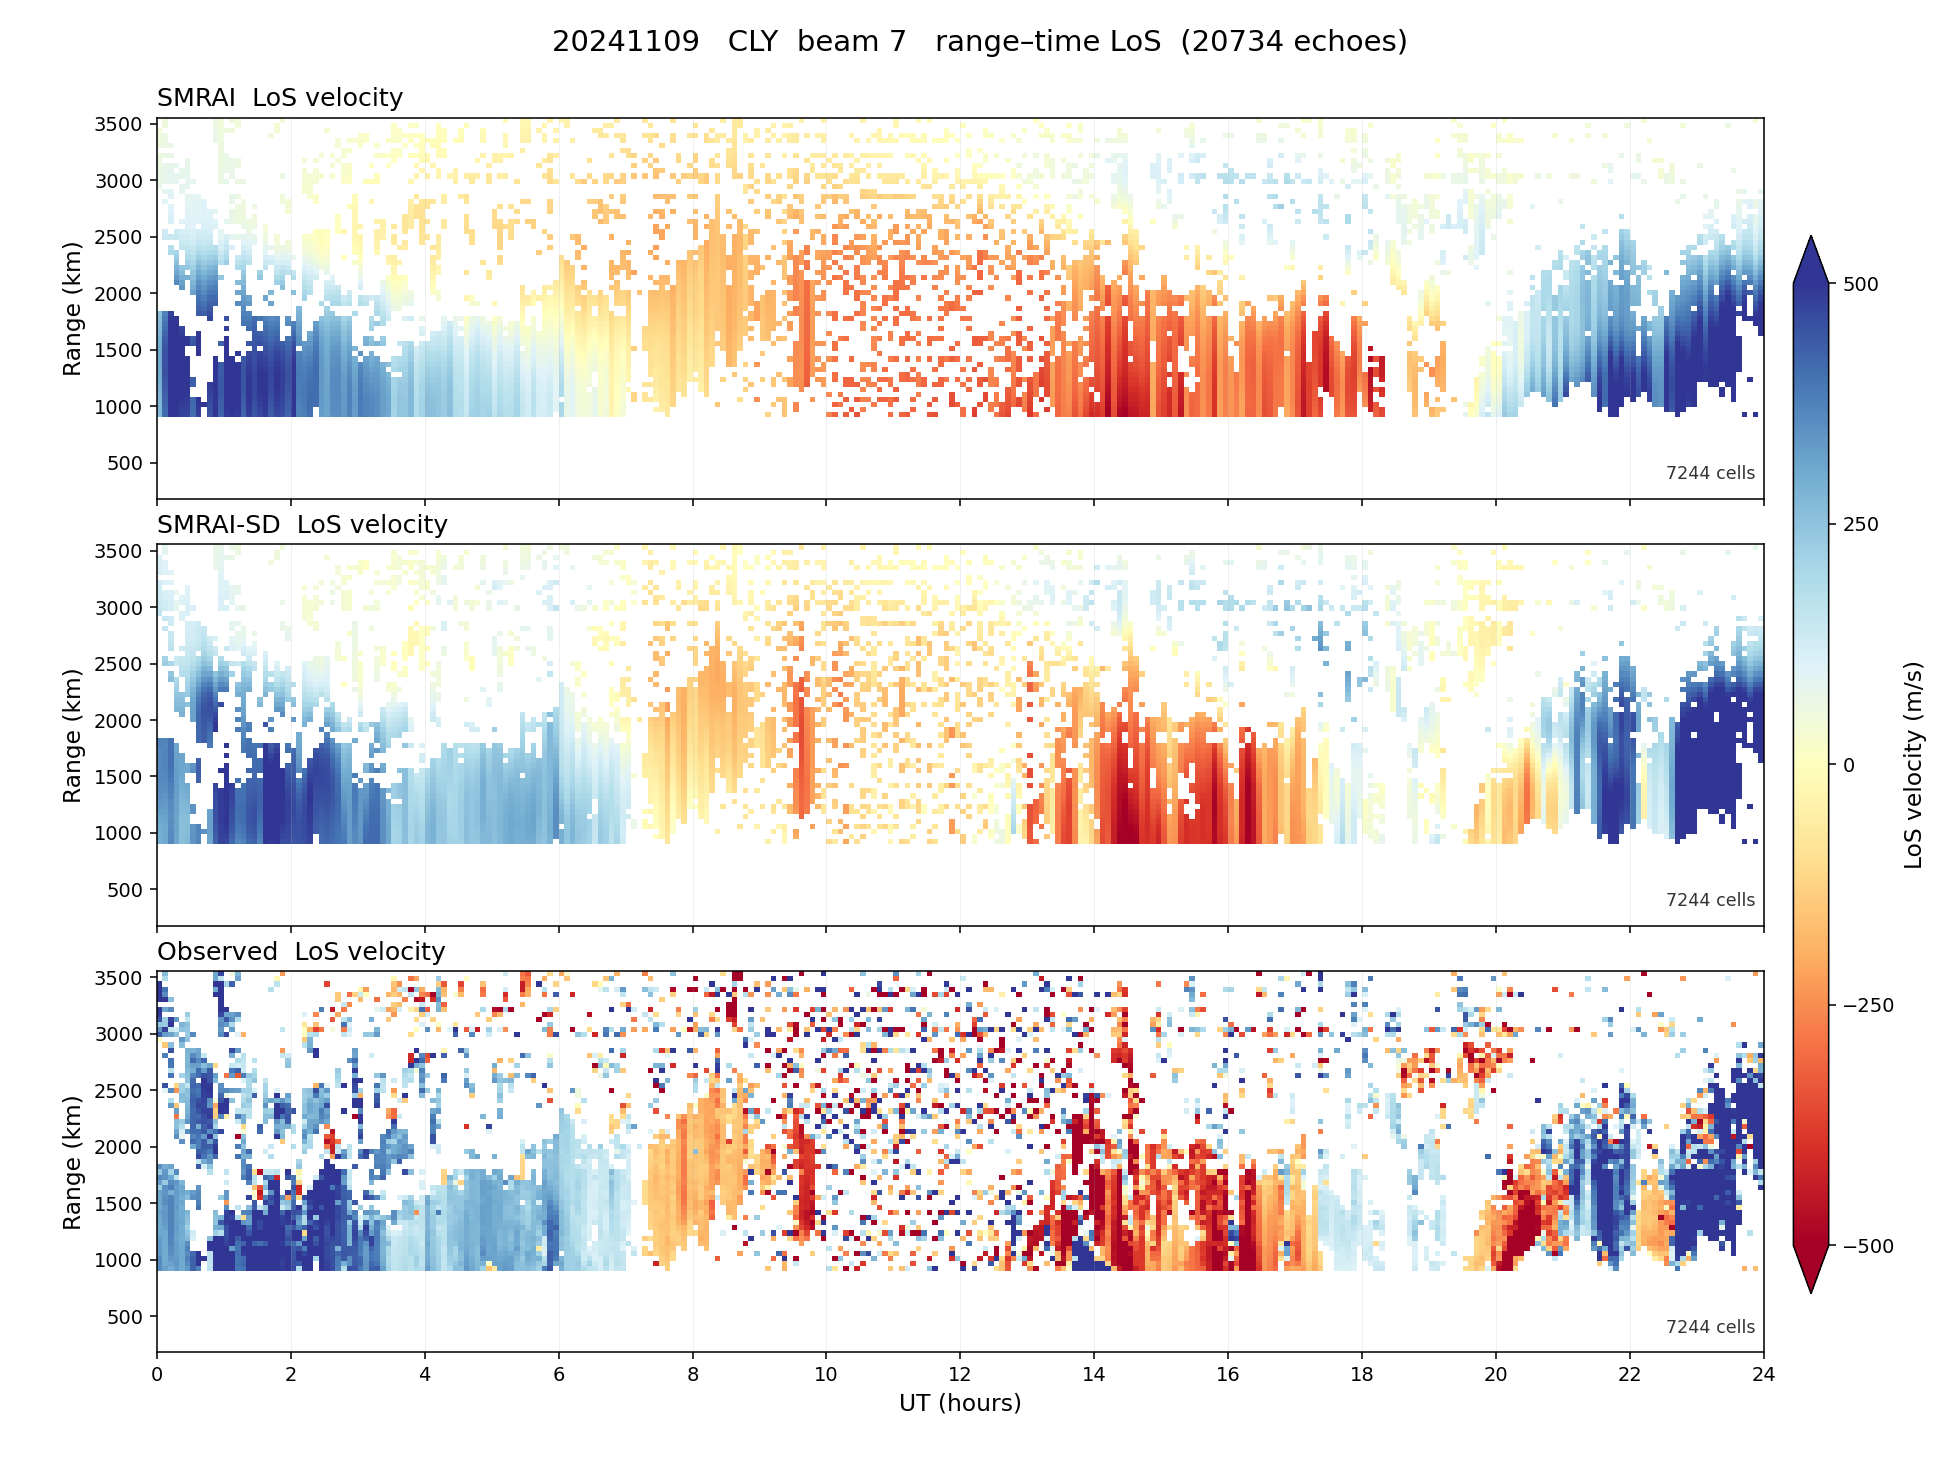 20241109   CLY  beam 7   range–time LoS  (20734 echoes)
SMRAI  LoS velocity
3500
3000
2500
2000
1500
1000
500
Range (km)
7244 cells
SMRAI-SD  LoS velocity
3500
3000
2500
2000
1500
1000
500
Range (km)
7244 cells
Observed  LoS velocity
3500
3000
2500
2000
1500
1000
500
Range (km)
7244 cells
0 2 4 6 8 10 12 14 16 18 20 22 24
UT (hours)
500
250
0
−250
−500
LoS velocity (m/s)